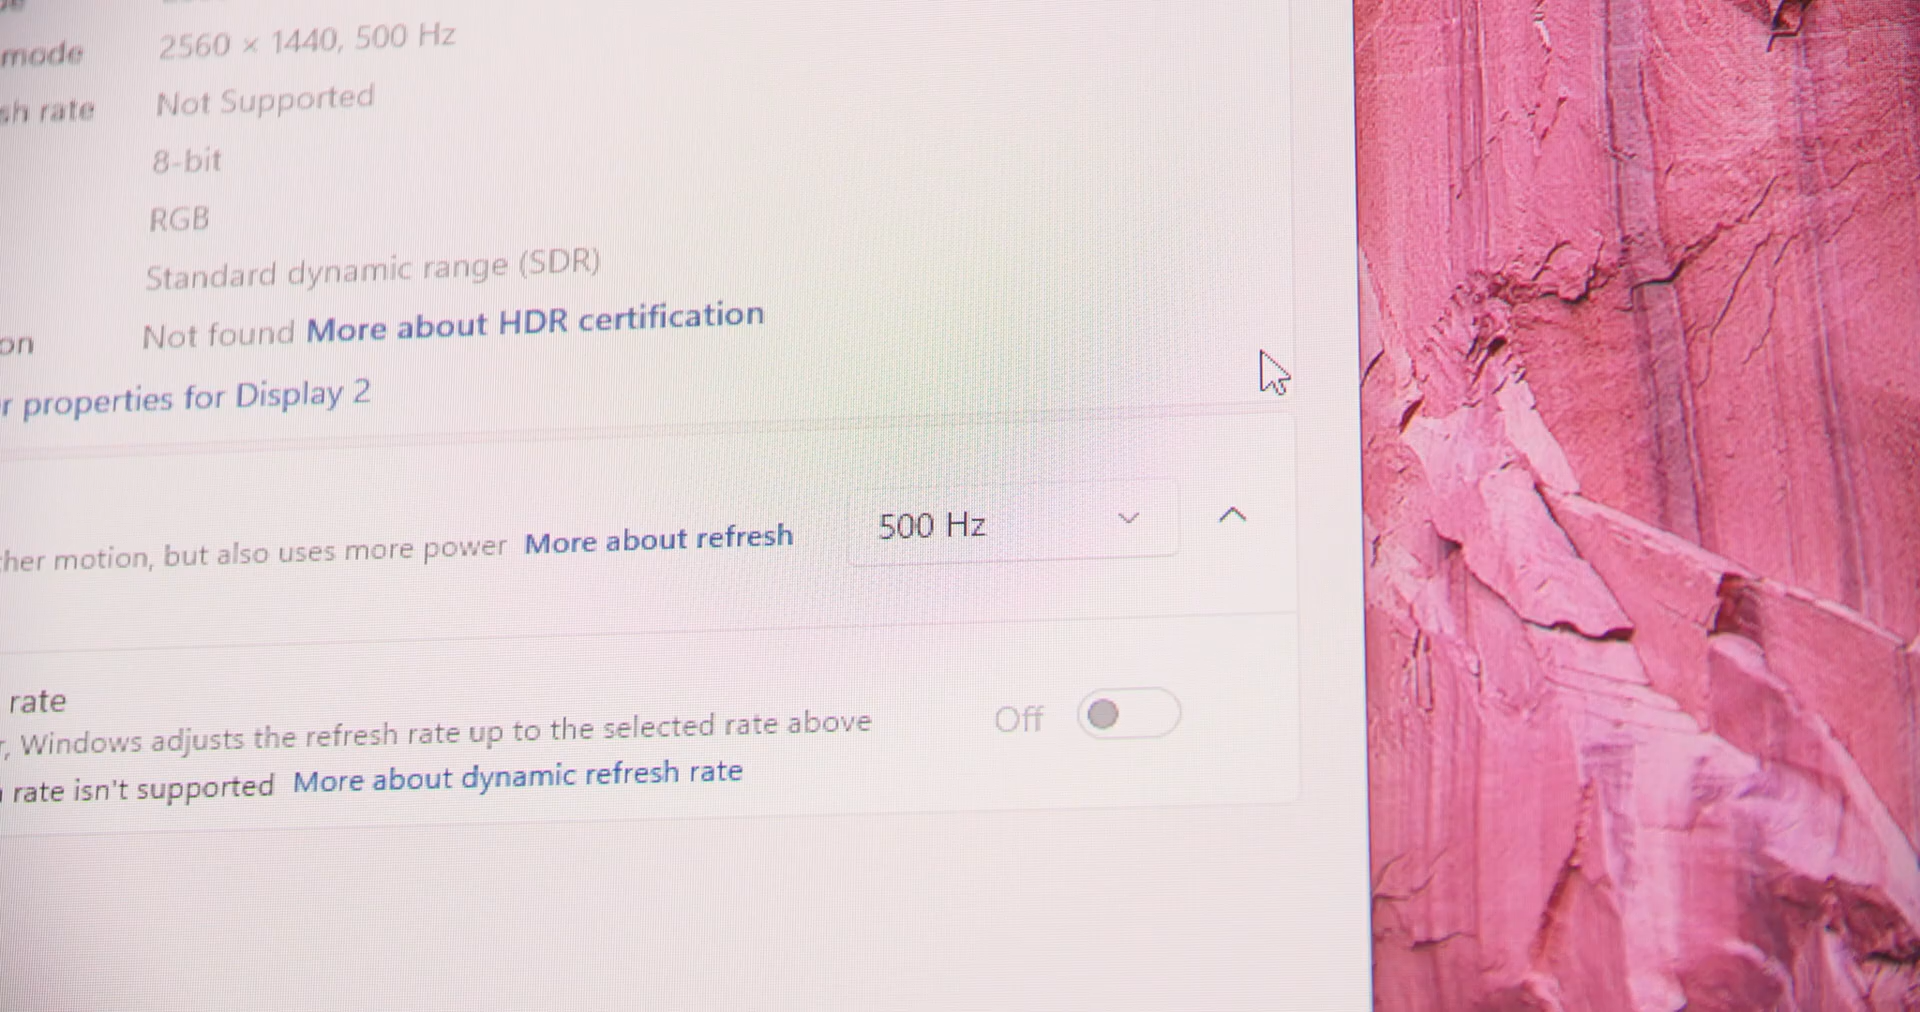 mode 2560 × 1440, 500 Hz
sh rate Not Supported
8-bit
RGB
Standard dynamic range (SDR)
on Not found More about HDR certification
r properties for Display 2
her motion, but also uses more power More about refresh 500 Hz
rate
r, Windows adjusts the refresh rate up to the selected rate above Off
rate isn't supported More about dynamic refresh rate